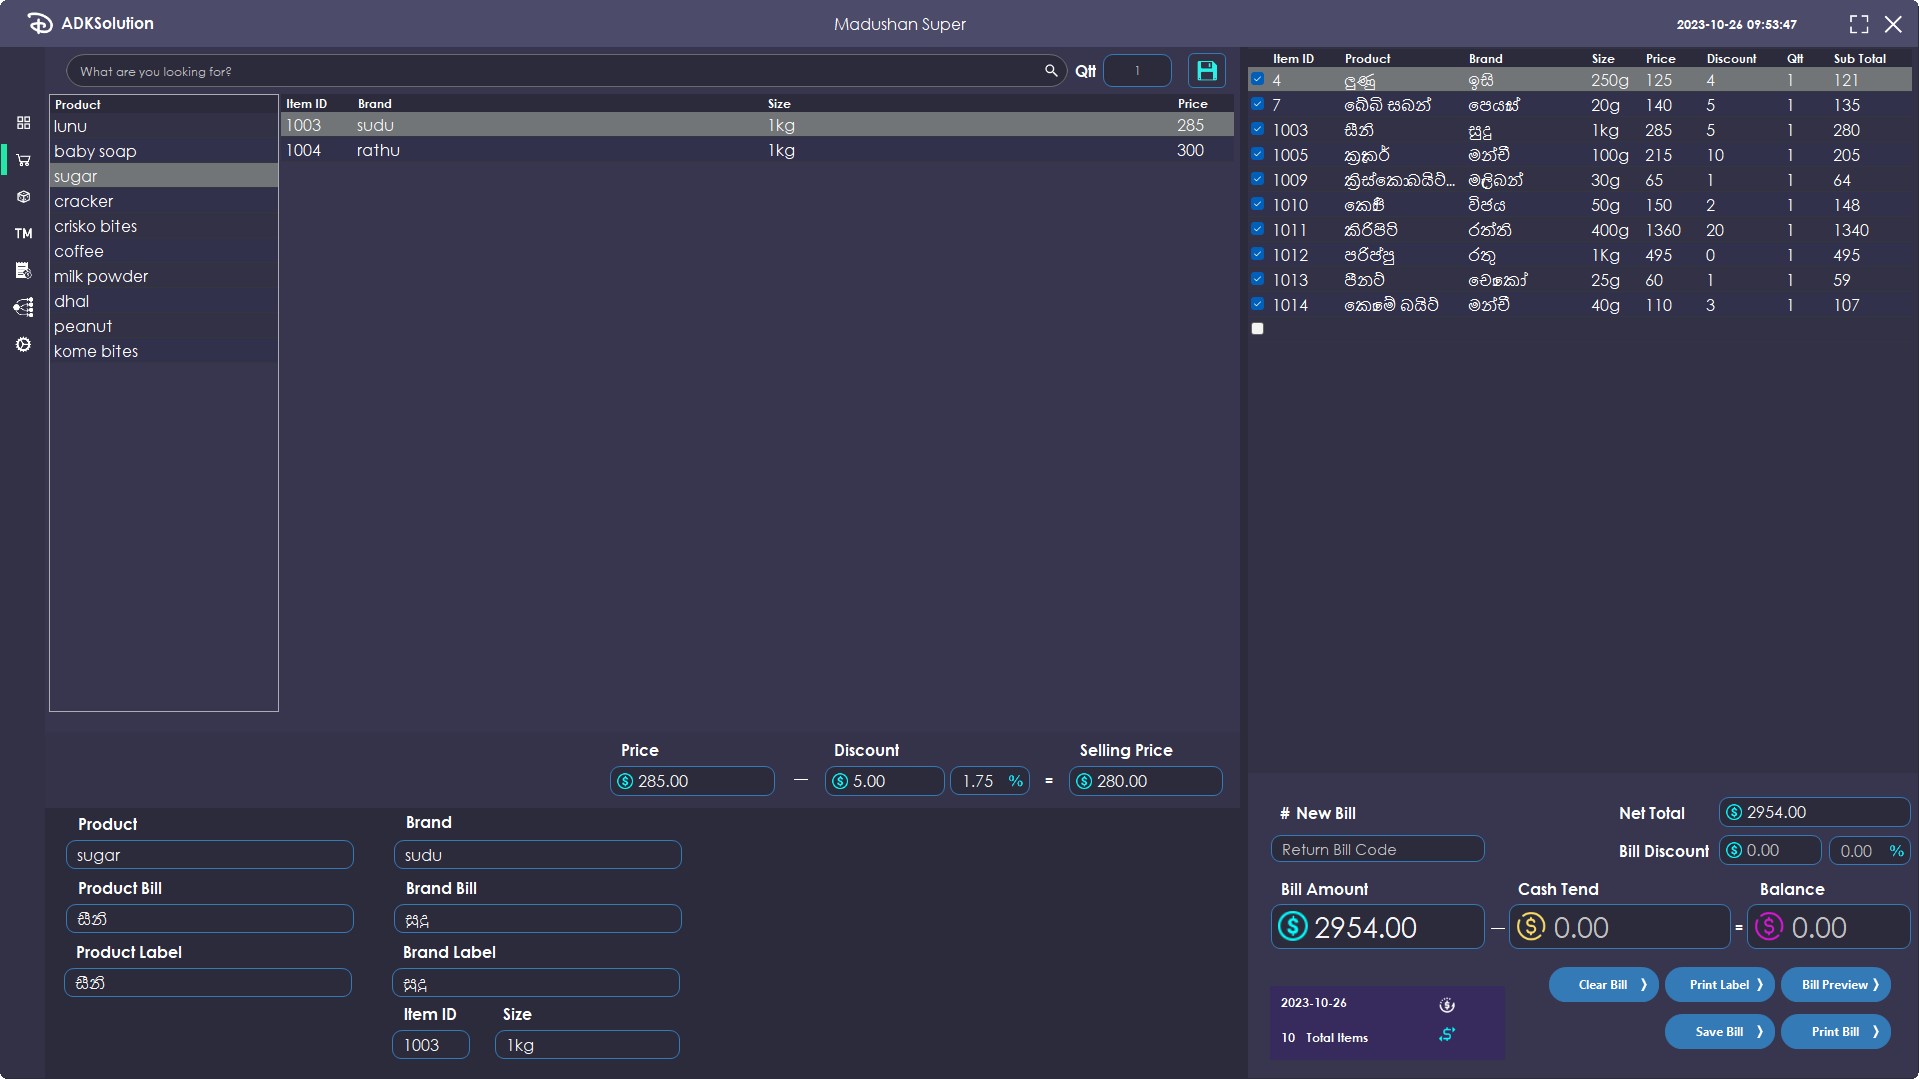 ADKSolution
Madushan Super
2023-10-26 09:53:47
What are you looking for?
Qtt 1
Product
lunu
baby soap
sugar
cracker
crisko bites
coffee
milk powder
dhal
peanut
kome bites
Item ID Brand Size Price
1003 sudu 1kg 285
1004 rathu 1kg 300
TM
Price Discount Selling Price
285.00 — 5.00 1.75 % = 280.00
Product Brand
sugar sudu
Product Bill Brand Bill
සීනි සුදු
Product Label Brand Label
සීනි සුදු
Item ID Size
1003 1kg
Item ID Product Brand Size Price Discount Qtt Sub Total
4 ලුණු ඉසි 250g 125 4 1 121
7 බේබි සබන් පෙයාස් 20g 140 5 1 135
1003 සීනි සුදු 1kg 285 5 1 280
1005 ක්‍රැකර් මන්චී 100g 215 10 1 205
1009 ක්‍රිස්කොබයිට්... මලිබන් 30g 65 1 1 64
1010 කෝපි විජය 50g 150 2 1 148
1011 කිරිපිටි රත්ති 400g 1360 20 1 1340
1012 පරිප්පු රතු 1Kg 495 0 1 495
1013 පීනට් චොකෝ 25g 60 1 1 59
1014 කොමේ බයිට් මන්චී 40g 110 3 1 107
# New Bill
Return Bill Code
Net Total 2954.00
Bill Discount 0.00 0.00 %
Bill Amount Cash Tend Balance
2954.00 — 0.00 = 0.00
Clear Bill Print Label Bill Preview
Save Bill Print Bill
2023-10-26
10 Total Items